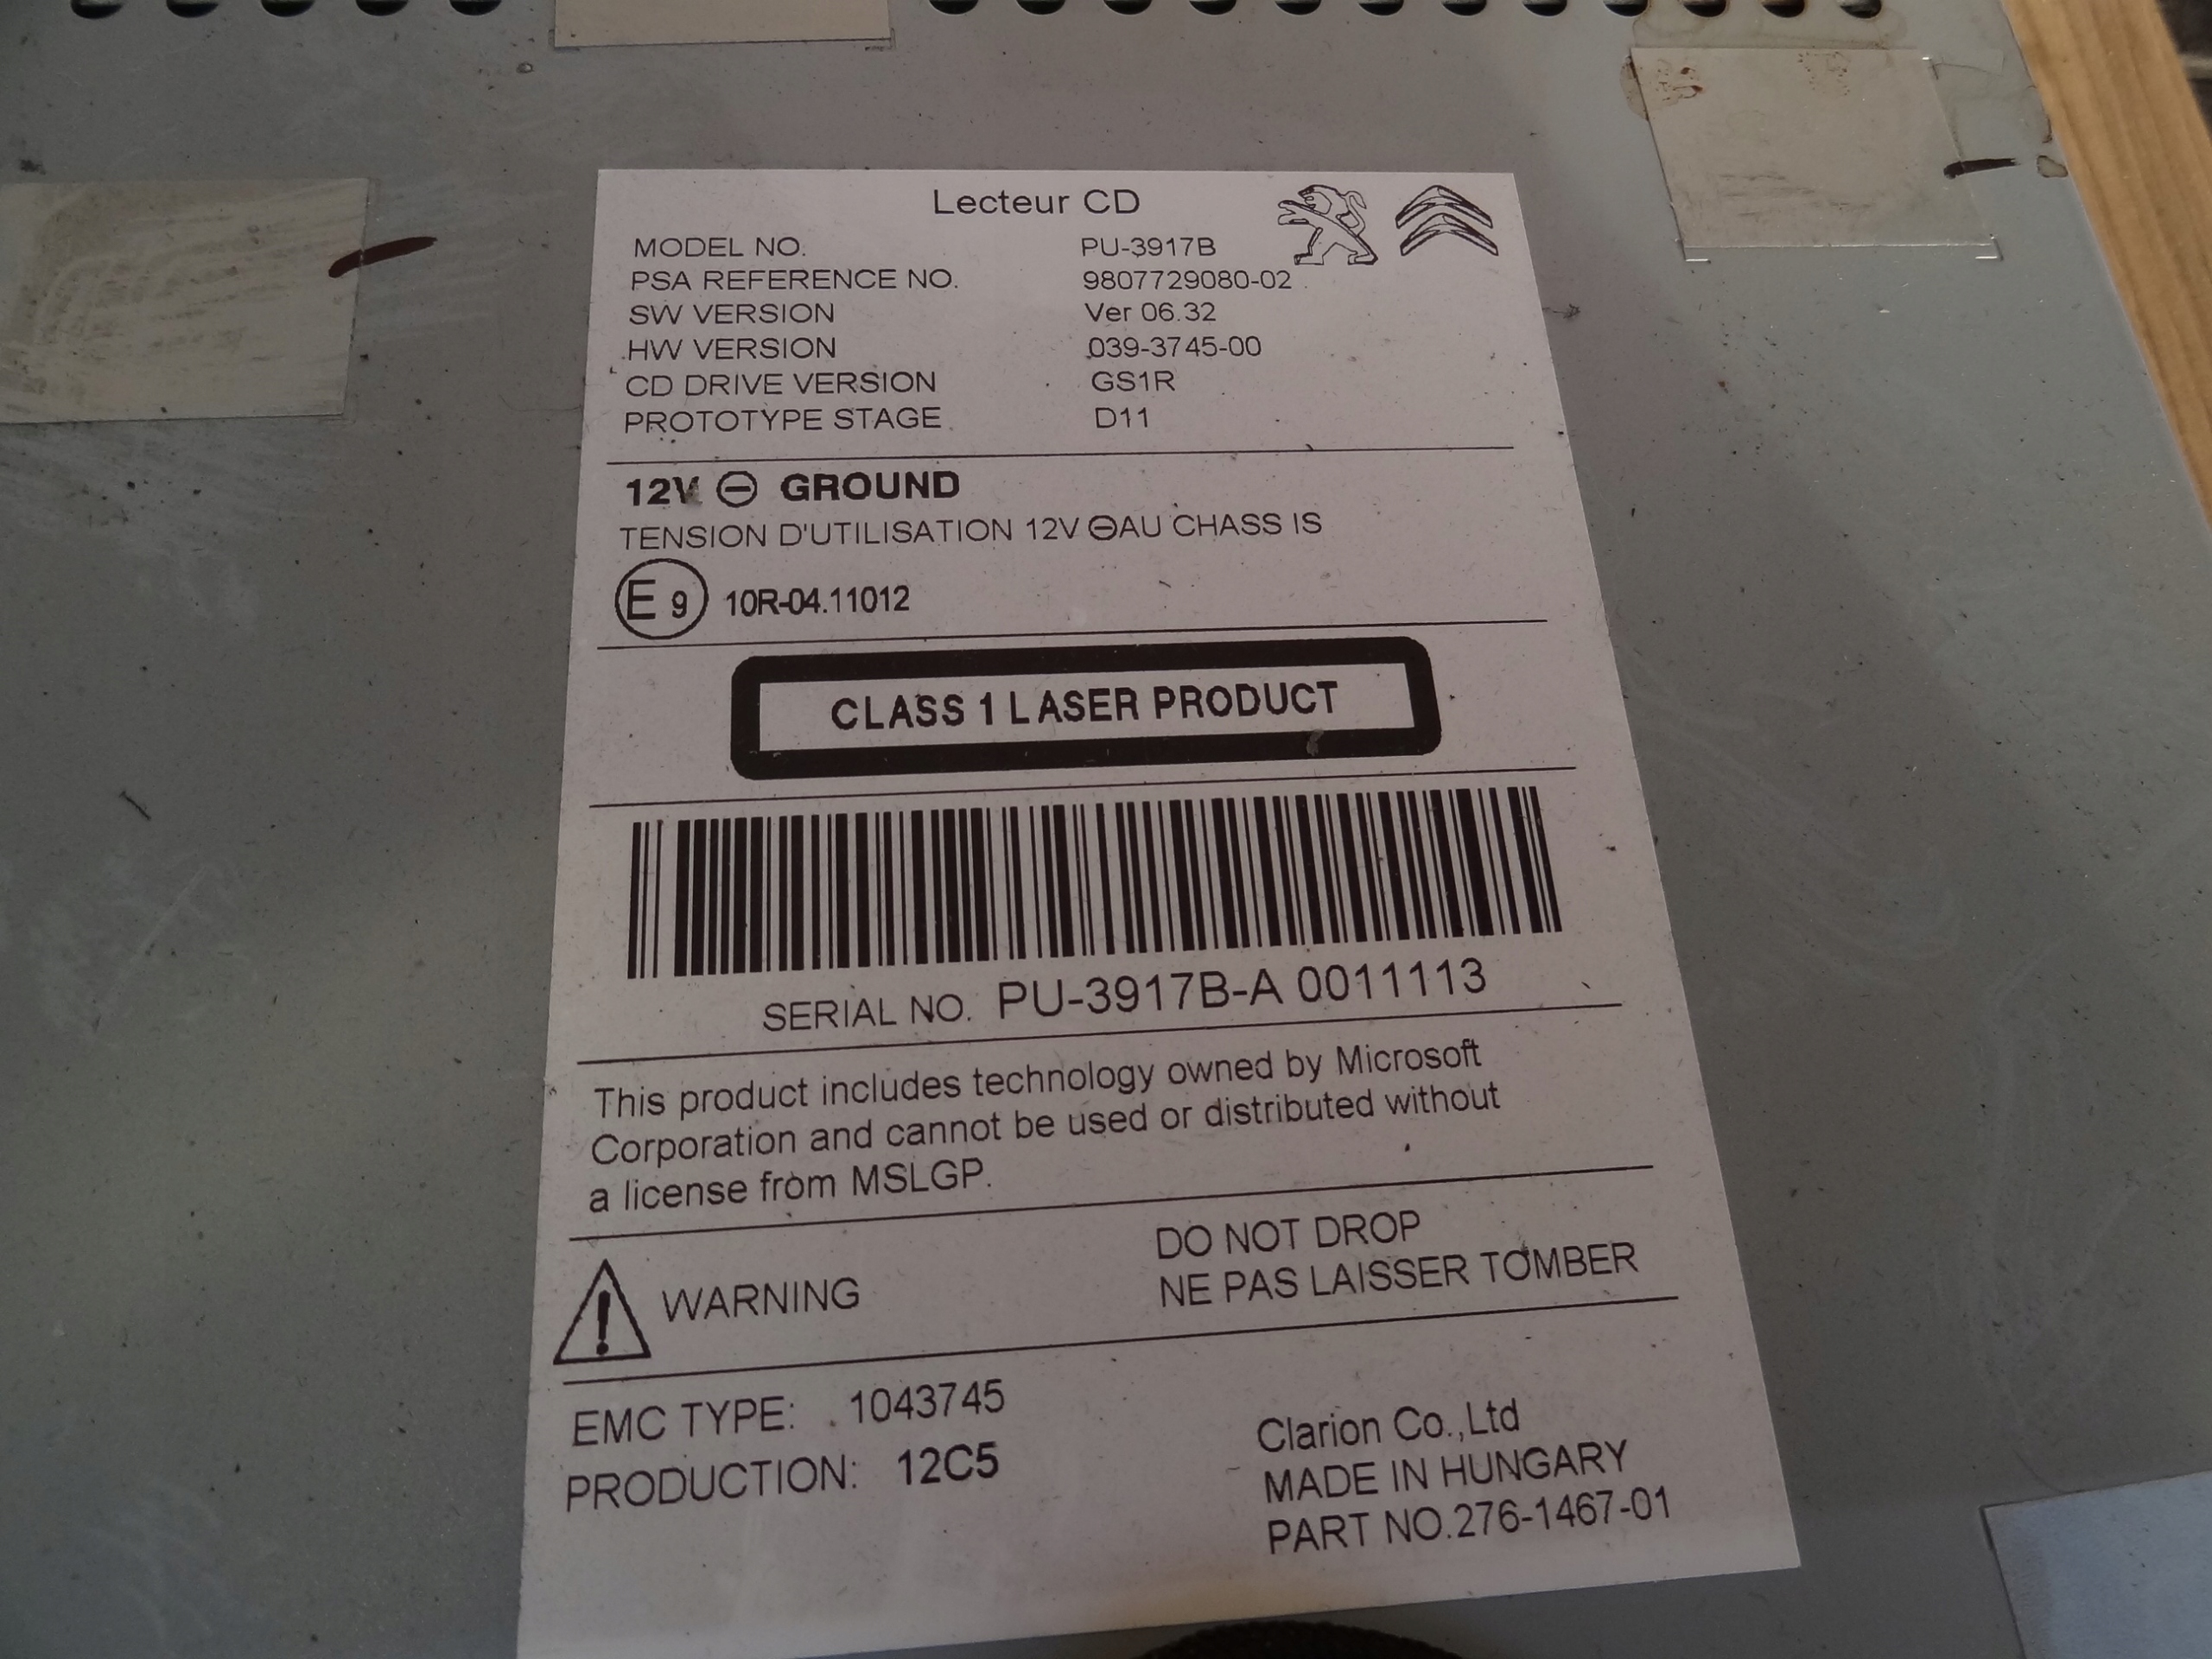 Lecteur CD
MODEL NO. PU-3917B
PSA REFERENCE NO. 9807729080-02
SW VERSION Ver 06.32
HW VERSION 039-3745-00
CD DRIVE VERSION GS1R
PROTOTYPE STAGE D11
12V ⊖ GROUND
TENSION D'UTILISATION 12V ⊖AU CHASS IS
E 9 10R-04.11012
CLASS 1 LASER PRODUCT
SERIAL NO. PU-3917B-A 0011113
This product includes technology owned by Microsoft
Corporation and cannot be used or distributed without
a license from MSLGP.
WARNING
DO NOT DROP
NE PAS LAISSER TOMBER
EMC TYPE: 1043745
PRODUCTION: 12C5
Clarion Co.,Ltd
MADE IN HUNGARY
PART NO.276-1467-01